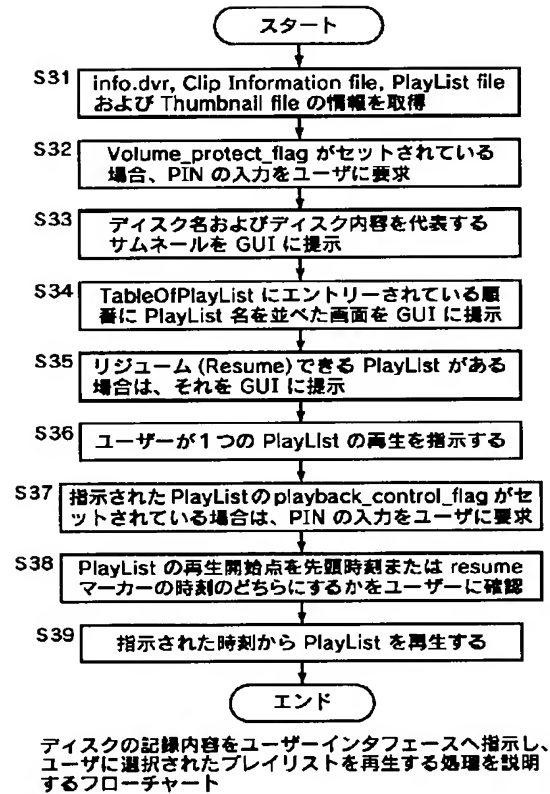 スタート
S31
info.dvr, Clip Information file, PlayList file
および Thumbnail file の情報を取得
S32
Volume_protect_flag がセットされている
場合、PIN の入力をユーザに要求
S33
ディスク名およびディスク内容を代表する
サムネールを GUI に提示
S34
TableOfPlayList にエントリーされている順
番に PlayList 名を並べた画面を GUI に提示
S35
リジューム (Resume) できる PlayList がある
場合は、それを GUI に提示
S36
ユーザーが1つの PlayList の再生を指示する
S37
指示された PlayList の playback_control_flag がセ
ットされている場合は、PIN の入力をユーザに要求
S38
PlayList の再生開始点を先頭時刻または resume
マーカーの時刻のどちらにするかをユーザーに確認
S39
指示された時刻から PlayList を再生する
エンド
ディスクの記録内容をユーザーインタフェースへ指示し、
ユーザに選択されたプレイリストを再生する処理を説明
するフローチャート